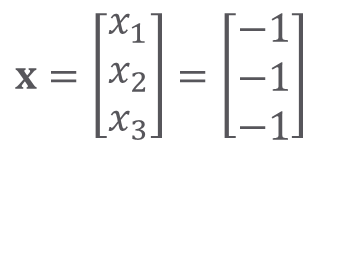 x = [x₁ x₂ x₃] = [−1 −1 −1]